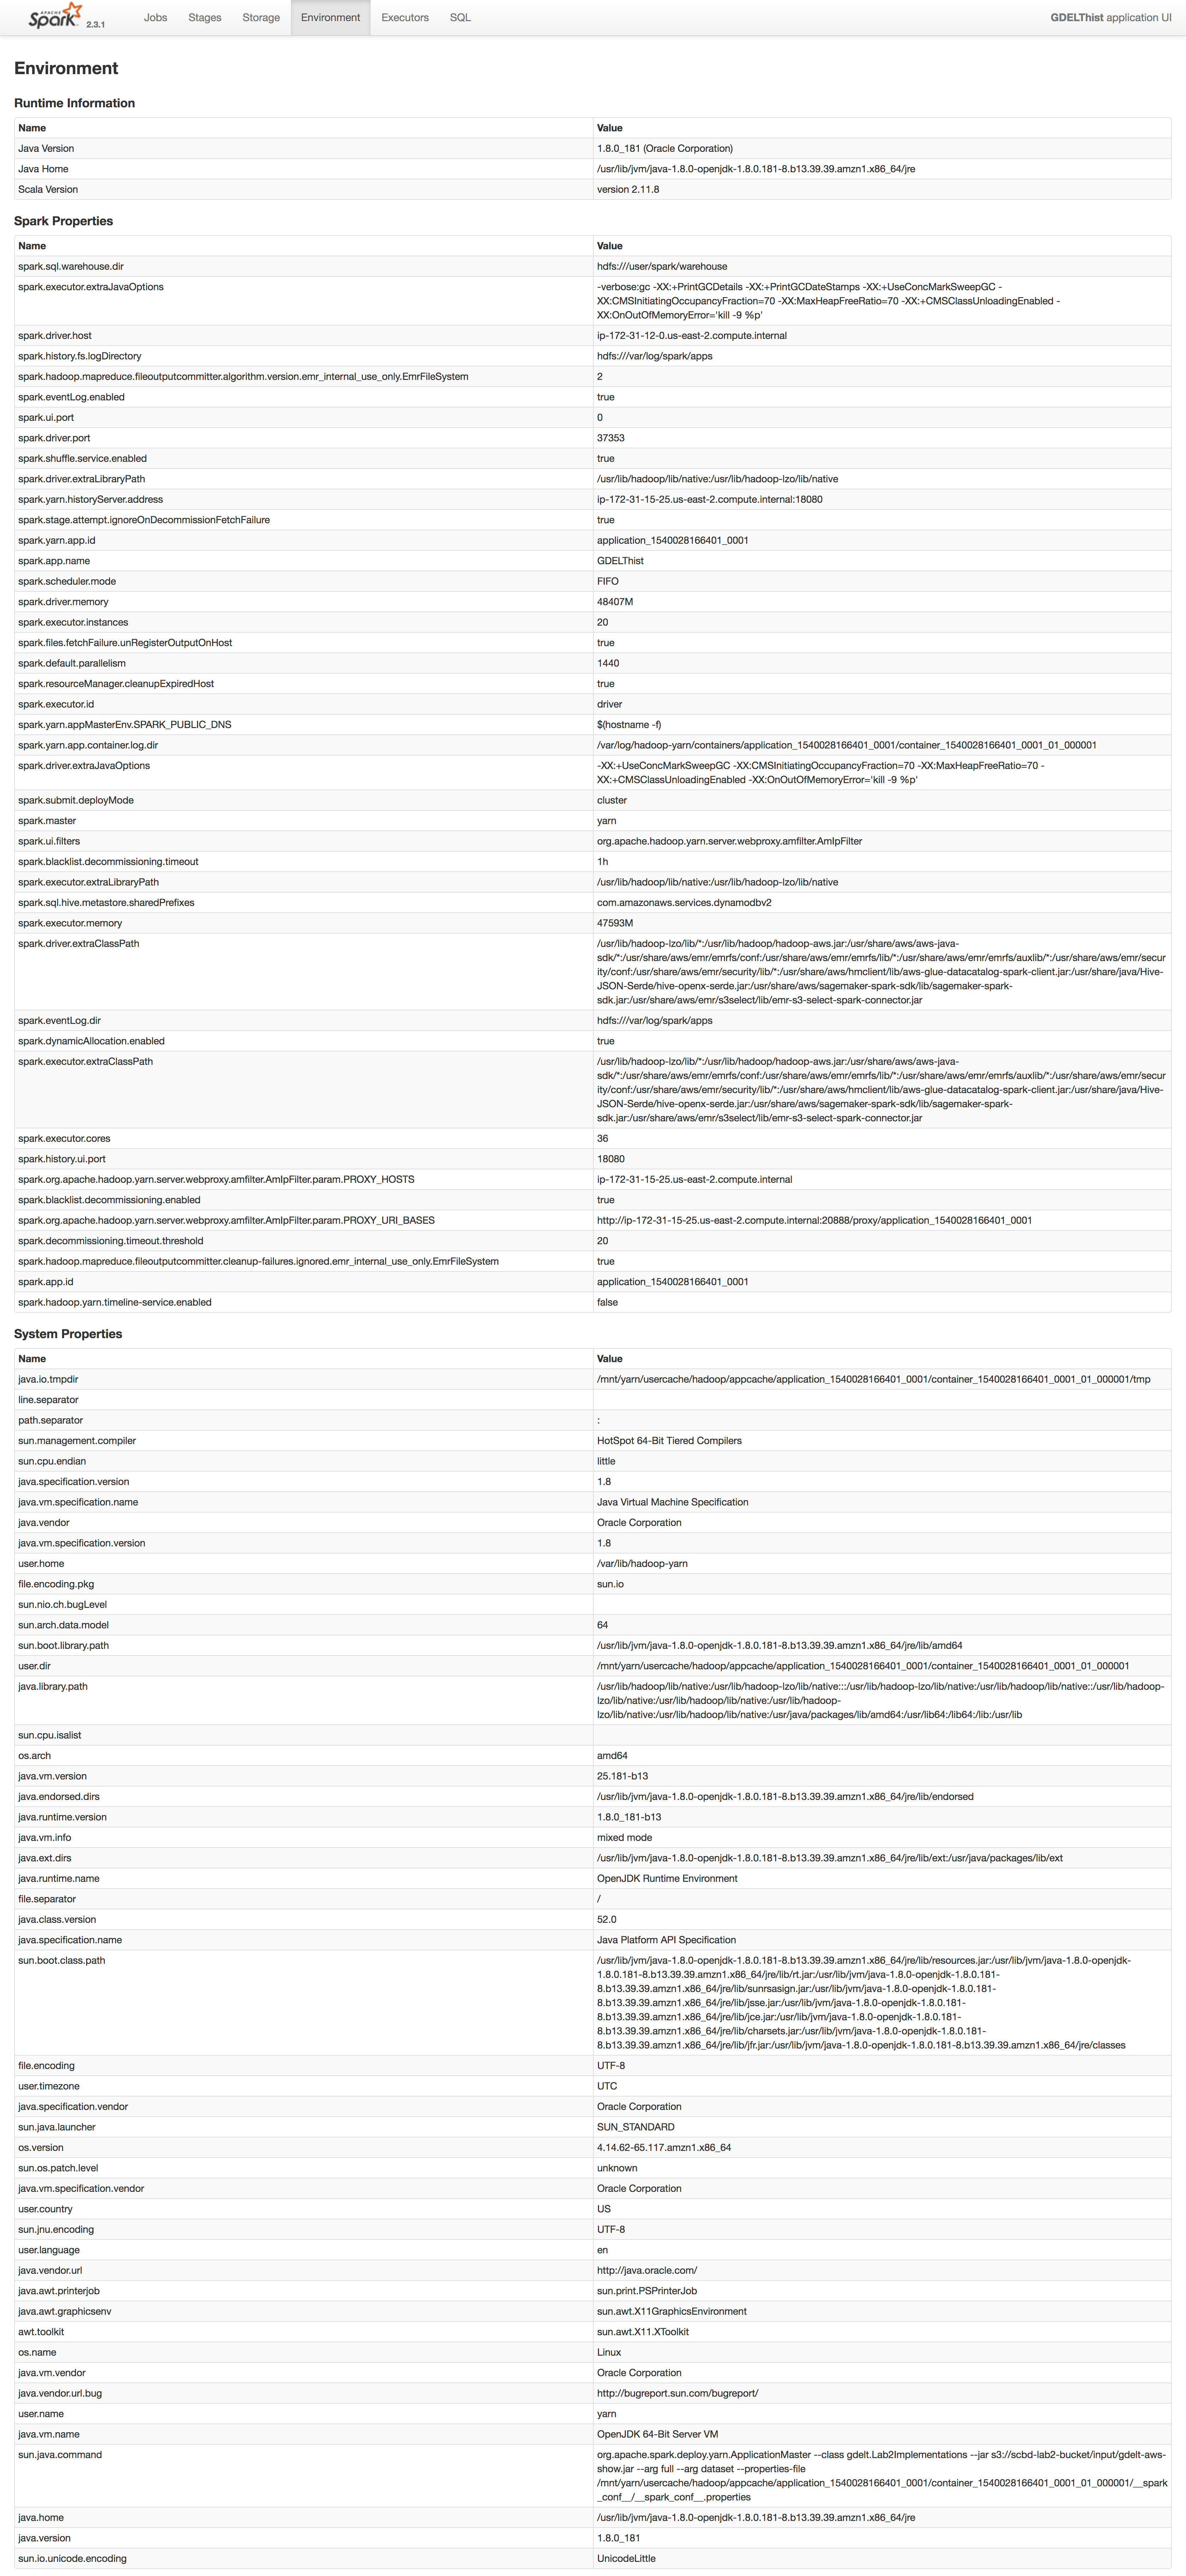 APACHE Spark 2.3.1 Jobs Stages Storage Environment Executors SQL GDELThist application UI
Environment
Runtime Information
Name Value
Java Version 1.8.0_181 (Oracle Corporation)
Java Home /usr/lib/jvm/java-1.8.0-openjdk-1.8.0.181-8.b13.39.39.amzn1.x86_64/jre
Scala Version version 2.11.8
Spark Properties
Name Value
spark.sql.warehouse.dir hdfs:///user/spark/warehouse
spark.executor.extraJavaOptions -verbose:gc -XX:+PrintGCDetails -XX:+PrintGCDateStamps -XX:+UseConcMarkSweepGC -
XX:CMSInitiatingOccupancyFraction=70 -XX:MaxHeapFreeRatio=70 -XX:+CMSClassUnloadingEnabled -
XX:OnOutOfMemoryError='kill -9 %p'
spark.driver.host ip-172-31-12-0.us-east-2.compute.internal
spark.history.fs.logDirectory hdfs:///var/log/spark/apps
spark.hadoop.mapreduce.fileoutputcommitter.algorithm.version.emr_internal_use_only.EmrFileSystem 2
spark.eventLog.enabled true
spark.ui.port 0
spark.driver.port 37353
spark.shuffle.service.enabled true
spark.driver.extraLibraryPath /usr/lib/hadoop/lib/native:/usr/lib/hadoop-lzo/lib/native
spark.yarn.historyServer.address ip-172-31-15-25.us-east-2.compute.internal:18080
spark.stage.attempt.ignoreOnDecommissionFetchFailure true
spark.yarn.app.id application_1540028166401_0001
spark.app.name GDELThist
spark.scheduler.mode FIFO
spark.driver.memory 48407M
spark.executor.instances 20
spark.files.fetchFailure.unRegisterOutputOnHost true
spark.default.parallelism 1440
spark.resourceManager.cleanupExpiredHost true
spark.executor.id driver
spark.yarn.appMasterEnv.SPARK_PUBLIC_DNS $(hostname -f)
spark.yarn.app.container.log.dir /var/log/hadoop-yarn/containers/application_1540028166401_0001/container_1540028166401_0001_01_000001
spark.driver.extraJavaOptions -XX:+UseConcMarkSweepGC -XX:CMSInitiatingOccupancyFraction=70 -XX:MaxHeapFreeRatio=70 -
XX:+CMSClassUnloadingEnabled -XX:OnOutOfMemoryError='kill -9 %p'
spark.submit.deployMode cluster
spark.master yarn
spark.ui.filters org.apache.hadoop.yarn.server.webproxy.amfilter.AmIpFilter
spark.blacklist.decommissioning.timeout 1h
spark.executor.extraLibraryPath /usr/lib/hadoop/lib/native:/usr/lib/hadoop-lzo/lib/native
spark.sql.hive.metastore.sharedPrefixes com.amazonaws.services.dynamodbv2
spark.executor.memory 47593M
spark.driver.extraClassPath /usr/lib/hadoop-lzo/lib/*:/usr/lib/hadoop/hadoop-aws.jar:/usr/share/aws/aws-java-
sdk/*:/usr/share/aws/emr/emrfs/conf:/usr/share/aws/emr/emrfs/lib/*:/usr/share/aws/emr/emrfs/auxlib/*:/usr/share/aws/emr/secur
ity/conf:/usr/share/aws/emr/security/lib/*:/usr/share/aws/hmclient/lib/aws-glue-datacatalog-spark-client.jar:/usr/share/java/Hive-
JSON-Serde/hive-openx-serde.jar:/usr/share/aws/sagemaker-spark-sdk/lib/sagemaker-spark-
sdk.jar:/usr/share/aws/emr/s3select/lib/emr-s3-select-spark-connector.jar
spark.eventLog.dir hdfs:///var/log/spark/apps
spark.dynamicAllocation.enabled true
spark.executor.extraClassPath /usr/lib/hadoop-lzo/lib/*:/usr/lib/hadoop/hadoop-aws.jar:/usr/share/aws/aws-java-
sdk/*:/usr/share/aws/emr/emrfs/conf:/usr/share/aws/emr/emrfs/lib/*:/usr/share/aws/emr/emrfs/auxlib/*:/usr/share/aws/emr/secur
ity/conf:/usr/share/aws/emr/security/lib/*:/usr/share/aws/hmclient/lib/aws-glue-datacatalog-spark-client.jar:/usr/share/java/Hive-
JSON-Serde/hive-openx-serde.jar:/usr/share/aws/sagemaker-spark-sdk/lib/sagemaker-spark-
sdk.jar:/usr/share/aws/emr/s3select/lib/emr-s3-select-spark-connector.jar
spark.executor.cores 36
spark.history.ui.port 18080
spark.org.apache.hadoop.yarn.server.webproxy.amfilter.AmIpFilter.param.PROXY_HOSTS ip-172-31-15-25.us-east-2.compute.internal
spark.blacklist.decommissioning.enabled true
spark.org.apache.hadoop.yarn.server.webproxy.amfilter.AmIpFilter.param.PROXY_URI_BASES http://ip-172-31-15-25.us-east-2.compute.internal:20888/proxy/application_1540028166401_0001
spark.decommissioning.timeout.threshold 20
spark.hadoop.mapreduce.fileoutputcommitter.cleanup-failures.ignored.emr_internal_use_only.EmrFileSystem true
spark.app.id application_1540028166401_0001
spark.hadoop.yarn.timeline-service.enabled false
System Properties
Name Value
java.io.tmpdir /mnt/yarn/usercache/hadoop/appcache/application_1540028166401_0001/container_1540028166401_0001_01_000001/tmp
line.separator
path.separator :
sun.management.compiler HotSpot 64-Bit Tiered Compilers
sun.cpu.endian little
java.specification.version 1.8
java.vm.specification.name Java Virtual Machine Specification
java.vendor Oracle Corporation
java.vm.specification.version 1.8
user.home /var/lib/hadoop-yarn
file.encoding.pkg sun.io
sun.nio.ch.bugLevel
sun.arch.data.model 64
sun.boot.library.path /usr/lib/jvm/java-1.8.0-openjdk-1.8.0.181-8.b13.39.39.amzn1.x86_64/jre/lib/amd64
user.dir /mnt/yarn/usercache/hadoop/appcache/application_1540028166401_0001/container_1540028166401_0001_01_000001
java.library.path /usr/lib/hadoop/lib/native:/usr/lib/hadoop-lzo/lib/native:::/usr/lib/hadoop-lzo/lib/native:/usr/lib/hadoop/lib/native::/usr/lib/hadoop-
lzo/lib/native:/usr/lib/hadoop/lib/native:/usr/lib/hadoop-
lzo/lib/native:/usr/lib/hadoop/lib/native:/usr/java/packages/lib/amd64:/usr/lib64:/lib64:/lib:/usr/lib
sun.cpu.isalist
os.arch amd64
java.vm.version 25.181-b13
java.endorsed.dirs /usr/lib/jvm/java-1.8.0-openjdk-1.8.0.181-8.b13.39.39.amzn1.x86_64/jre/lib/endorsed
java.runtime.version 1.8.0_181-b13
java.vm.info mixed mode
java.ext.dirs /usr/lib/jvm/java-1.8.0-openjdk-1.8.0.181-8.b13.39.39.amzn1.x86_64/jre/lib/ext:/usr/java/packages/lib/ext
java.runtime.name OpenJDK Runtime Environment
file.separator /
java.class.version 52.0
java.specification.name Java Platform API Specification
sun.boot.class.path /usr/lib/jvm/java-1.8.0-openjdk-1.8.0.181-8.b13.39.39.amzn1.x86_64/jre/lib/resources.jar:/usr/lib/jvm/java-1.8.0-openjdk-
1.8.0.181-8.b13.39.39.amzn1.x86_64/jre/lib/rt.jar:/usr/lib/jvm/java-1.8.0-openjdk-1.8.0.181-
8.b13.39.39.amzn1.x86_64/jre/lib/sunrsasign.jar:/usr/lib/jvm/java-1.8.0-openjdk-1.8.0.181-
8.b13.39.39.amzn1.x86_64/jre/lib/jsse.jar:/usr/lib/jvm/java-1.8.0-openjdk-1.8.0.181-
8.b13.39.39.amzn1.x86_64/jre/lib/jce.jar:/usr/lib/jvm/java-1.8.0-openjdk-1.8.0.181-
8.b13.39.39.amzn1.x86_64/jre/lib/charsets.jar:/usr/lib/jvm/java-1.8.0-openjdk-1.8.0.181-
8.b13.39.39.amzn1.x86_64/jre/lib/jfr.jar:/usr/lib/jvm/java-1.8.0-openjdk-1.8.0.181-8.b13.39.39.amzn1.x86_64/jre/classes
file.encoding UTF-8
user.timezone UTC
java.specification.vendor Oracle Corporation
sun.java.launcher SUN_STANDARD
os.version 4.14.62-65.117.amzn1.x86_64
sun.os.patch.level unknown
java.vm.specification.vendor Oracle Corporation
user.country US
sun.jnu.encoding UTF-8
user.language en
java.vendor.url http://java.oracle.com/
java.awt.printerjob sun.print.PSPrinterJob
java.awt.graphicsenv sun.awt.X11GraphicsEnvironment
awt.toolkit sun.awt.X11.XToolkit
os.name Linux
java.vm.vendor Oracle Corporation
java.vendor.url.bug http://bugreport.sun.com/bugreport/
user.name yarn
java.vm.name OpenJDK 64-Bit Server VM
sun.java.command org.apache.spark.deploy.yarn.ApplicationMaster --class gdelt.Lab2Implementations --jar s3://scbd-lab2-bucket/input/gdelt-aws-
show.jar --arg full --arg dataset --properties-file
/mnt/yarn/usercache/hadoop/appcache/application_1540028166401_0001/container_1540028166401_0001_01_000001/__spark
_conf__/__spark_conf__.properties
java.home /usr/lib/jvm/java-1.8.0-openjdk-1.8.0.181-8.b13.39.39.amzn1.x86_64/jre
java.version 1.8.0_181
sun.io.unicode.encoding UnicodeLittle